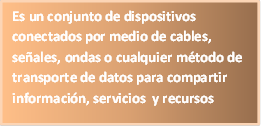 Es un conjunto de dispositivos
conectados por medio de cables,
señales, ondas o cualquier método de
transporte de datos para compartir
información, servicios y recursos